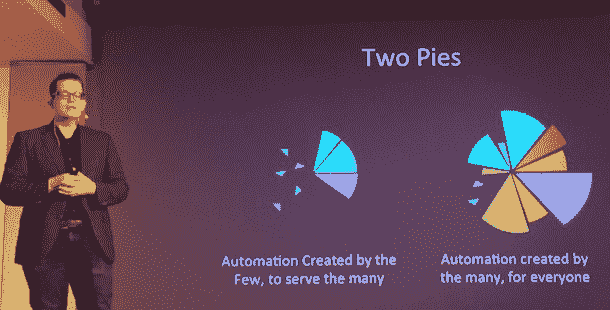 Two Pies
Automation Created by the
Few, to serve the many
Automation created by
the many, for everyone